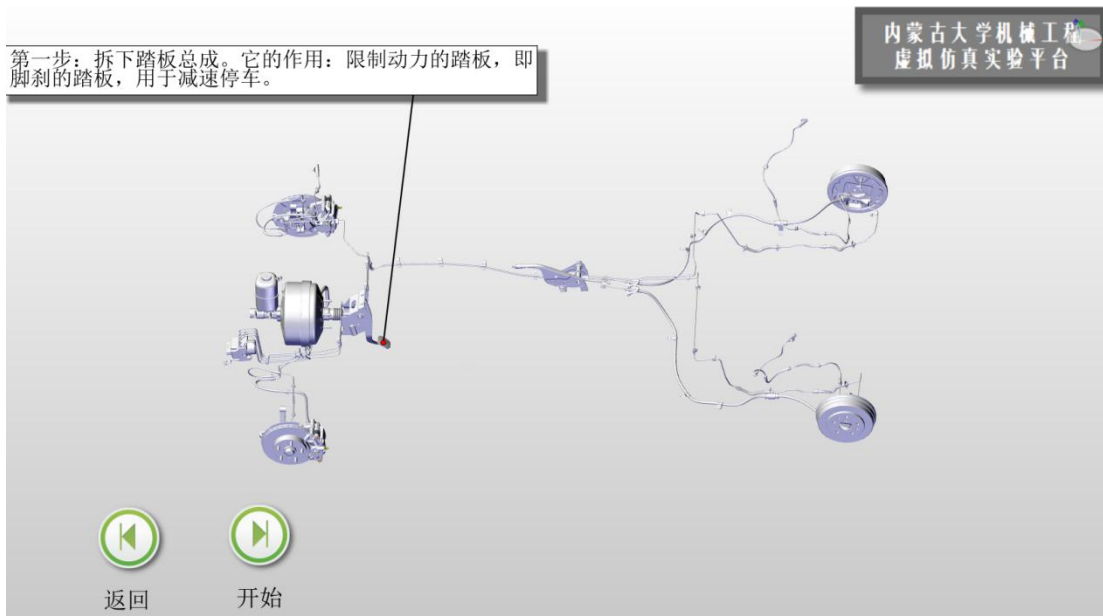 第一步：拆下踏板总成。它的作用：限制动力的踏板，即
脚刹的踏板，用于减速停车。
内蒙古大学机械工程
虚拟仿真实验平台
返回
开始